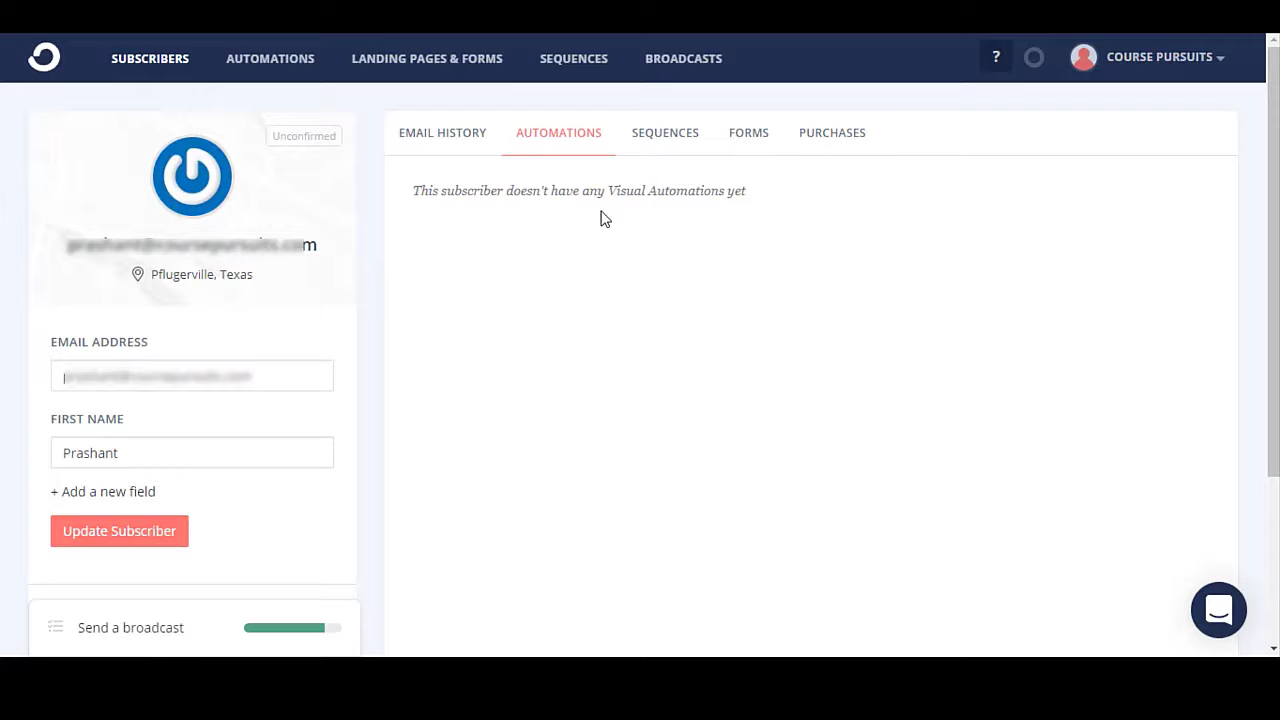 SUBSCRIBERS AUTOMATIONS LANDING PAGES & FORMS SEQUENCES BROADCASTS ? COURSE PURSUITS
Unconfirmed
Pflugerville, Texas
EMAIL ADDRESS
FIRST NAME
Prashant
+ Add a new field
Update Subscriber
Send a broadcast
EMAIL HISTORY AUTOMATIONS SEQUENCES FORMS PURCHASES
This subscriber doesn't have any Visual Automations yet